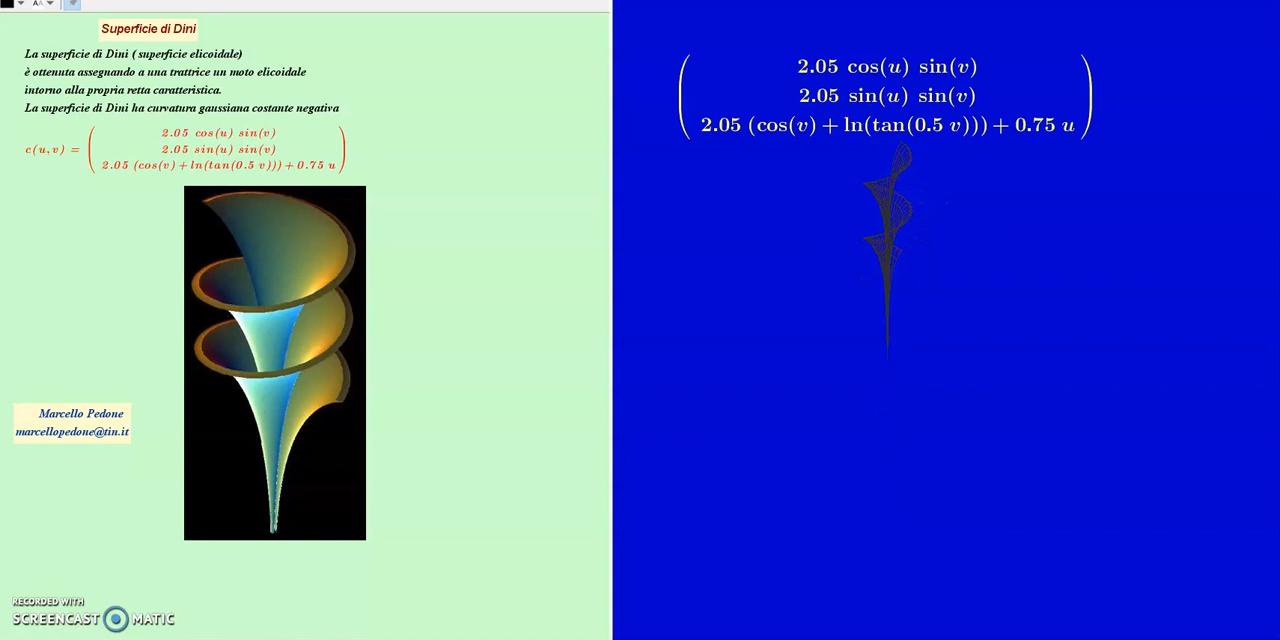 Superficie di Dini
La superficie di Dini ( superficie elicoidale)
è ottenuta assegnando a una trattrice un moto elicoidale
intorno alla propria retta caratteristica.
La superficie di Dini ha curvatura gaussiana costante negativa
2.05 cos(u) sin(v)
c(u,v) = 2.05 sin(u) sin(v)
2.05 (cos(v)+ln(tan(0.5 v)))+0.75 u
Marcello Pedone
marcellopedone@tin.it
RECORDED WITH
SCREENCAST MATIC
2.05 cos(u) sin(v)
2.05 sin(u) sin(v)
2.05 (cos(v) + ln(tan(0.5 v))) + 0.75 u